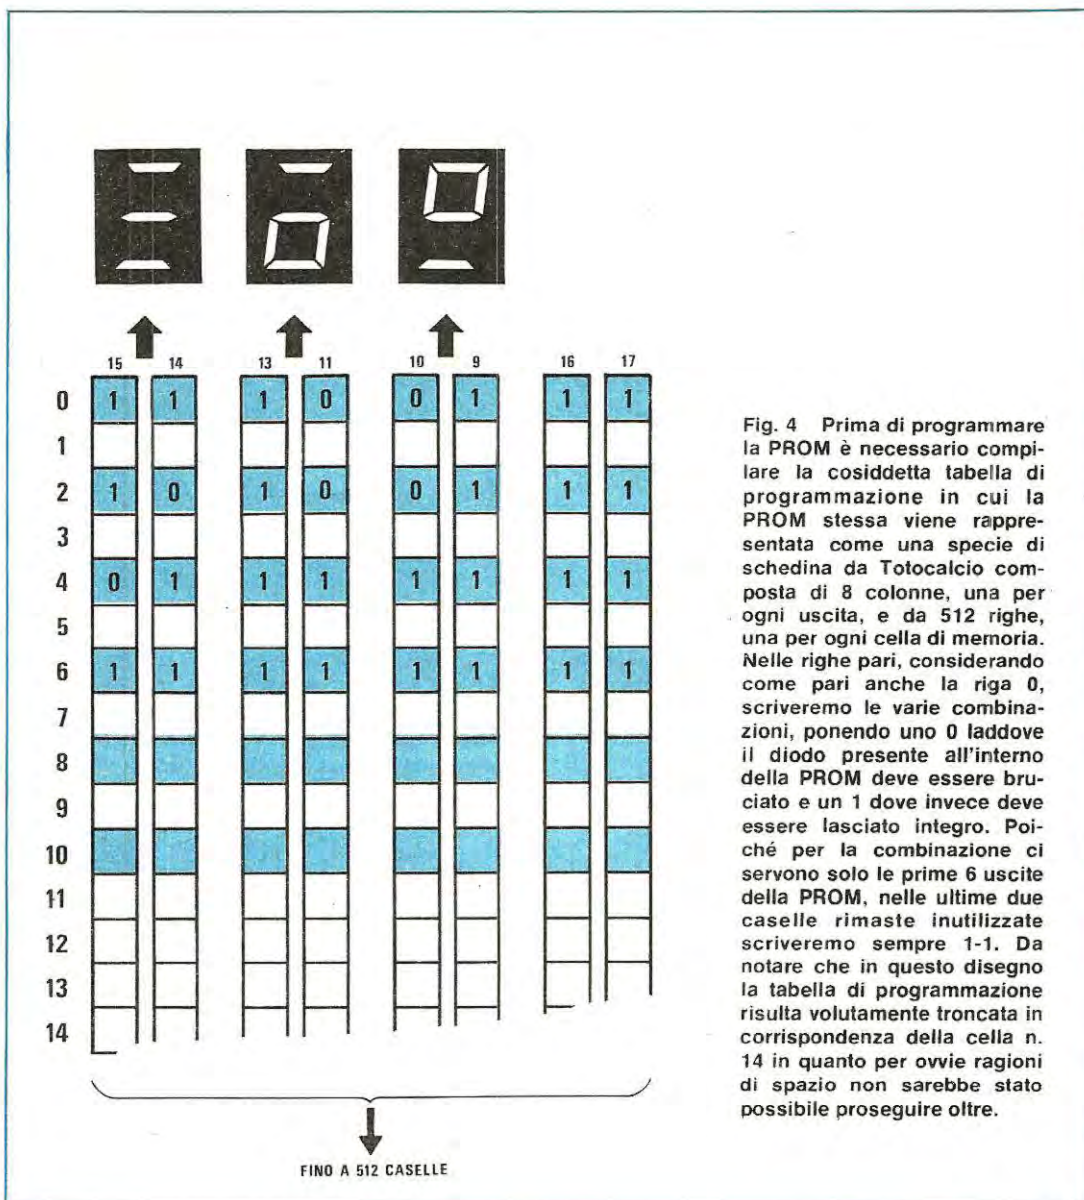 15 14 13 11 10 9 16 17
0 1 1 1 0 0 1 1 1
1
2 1 0 1 0 0 1 1 1
3
4 0 1 1 1 1 1 1 1
5
6 1 1 1 1 1 1 1 1
7
8
9
10
11
12
13
14
FINO A 512 CASELLE
Fig. 4 Prima di programmare
la PROM è necessario compi-
lare la cosiddetta tabella di
programmazione in cui la
PROM stessa viene rappre-
sentata come una specie di
schedina da Totocalcio com-
posta di 8 colonne, una per
ogni uscita, e da 512 righe,
una per ogni cella di memoria.
Nelle righe pari, considerando
come pari anche la riga 0,
scriveremo le varie combina-
zioni, ponendo uno 0 laddove
il diodo presente all'interno
della PROM deve essere bru-
ciato e un 1 dove invece deve
essere lasciato integro. Poi-
ché per la combinazione ci
servono solo le prime 6 uscite
della PROM, nelle ultime due
caselle rimaste inutilizzate
scriveremo sempre 1-1. Da
notare che in questo disegno
la tabella di programmazione
risulta volutamente troncata in
corrispondenza della cella n.
14 in quanto per ovvie ragioni
di spazio non sarebbe stato
possibile proseguire oltre.